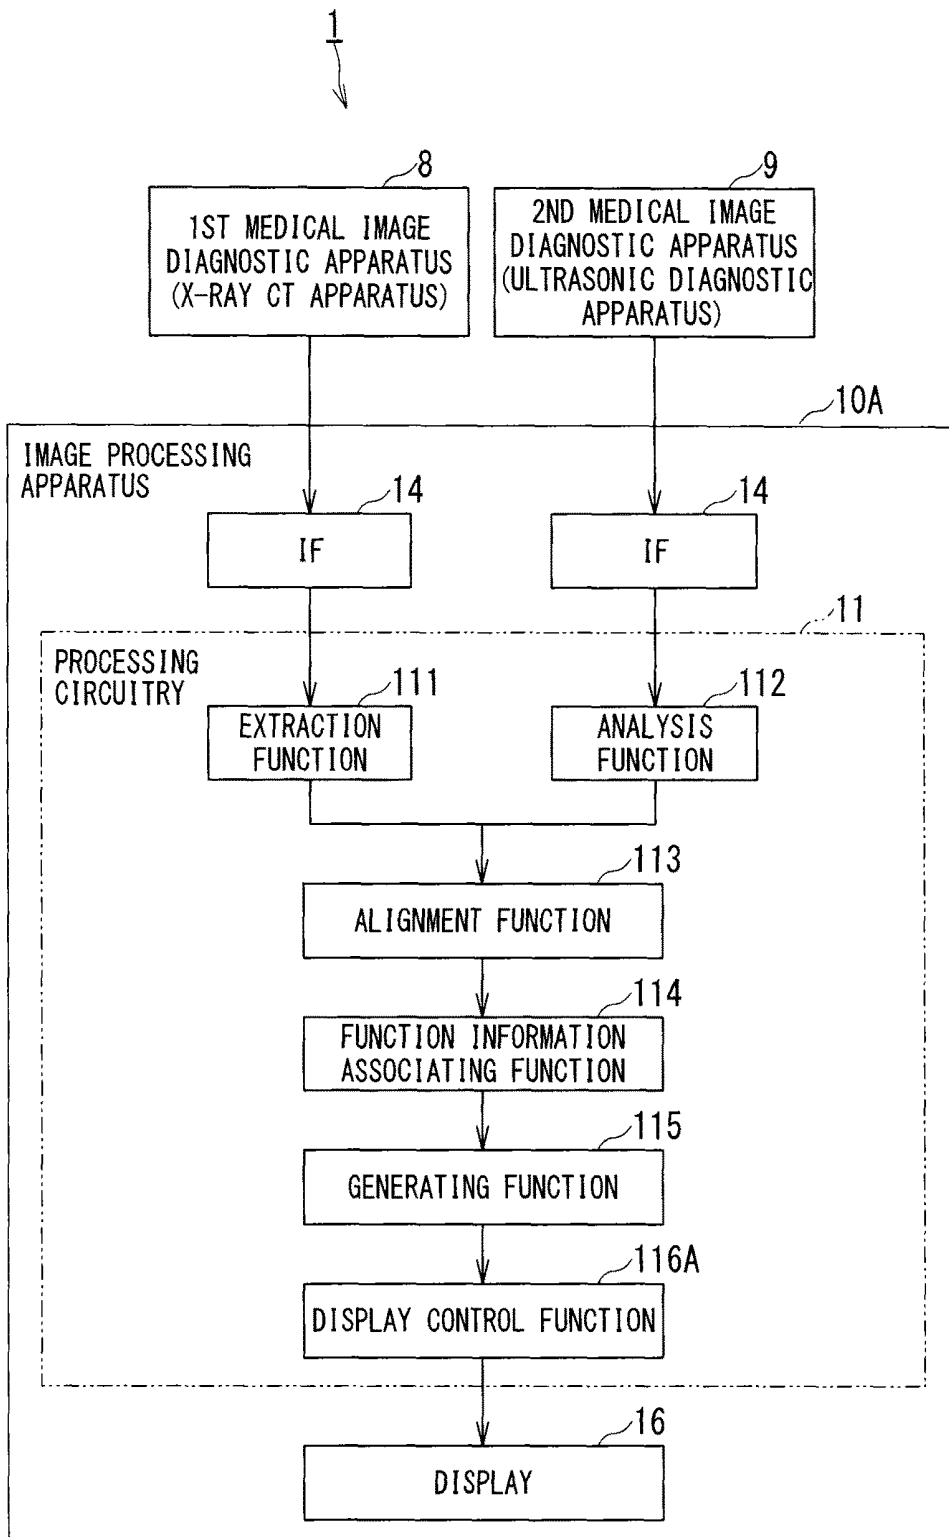 1
8
1ST MEDICAL IMAGE
DIAGNOSTIC APPARATUS
(X-RAY CT APPARATUS)
9
2ND MEDICAL IMAGE
DIAGNOSTIC APPARATUS
(ULTRASONIC DIAGNOSTIC
APPARATUS)
10A
IMAGE PROCESSING
APPARATUS
14
IF
14
IF
11
PROCESSING
CIRCUITRY
111
EXTRACTION
FUNCTION
112
ANALYSIS
FUNCTION
113
ALIGNMENT FUNCTION
114
FUNCTION INFORMATION
ASSOCIATING FUNCTION
115
GENERATING FUNCTION
116A
DISPLAY CONTROL FUNCTION
16
DISPLAY